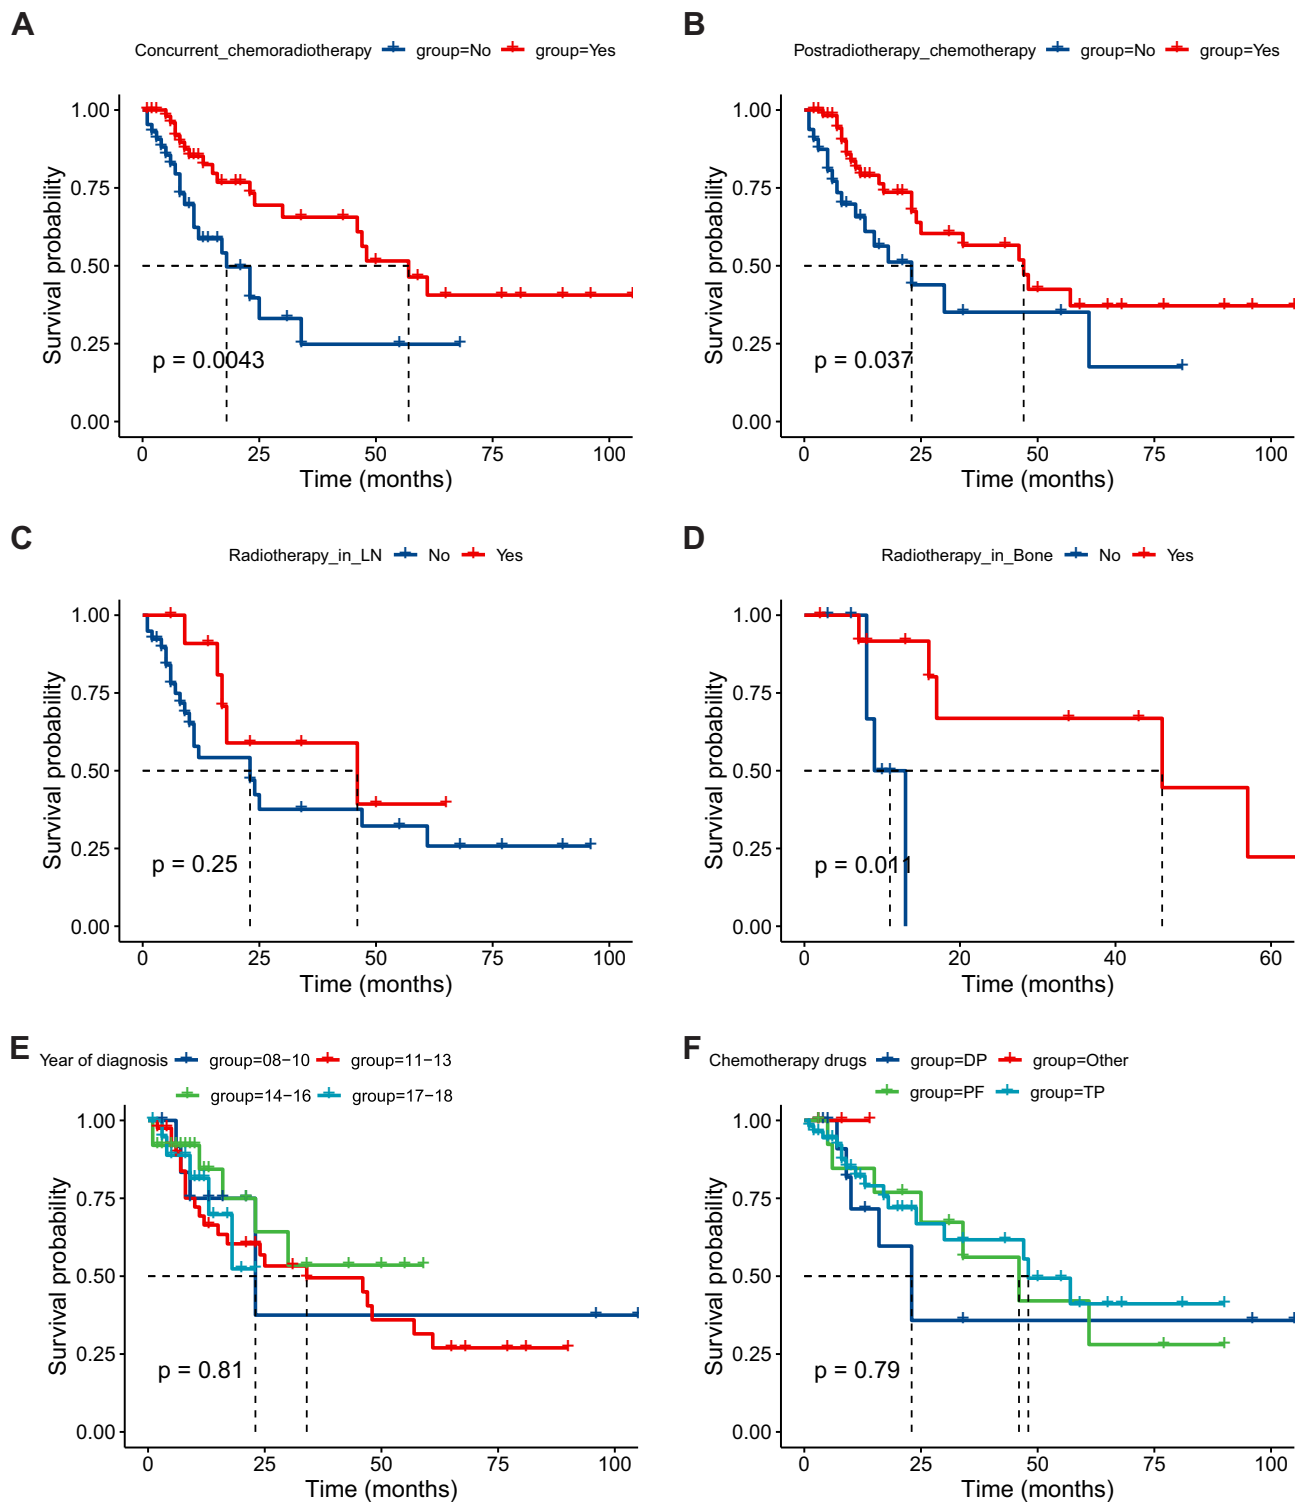 A
Concurrent_chemoradiotherapy group=No group=Yes
Survival probability
1.00
0.75
0.50
0.25
0.00
p = 0.0043
0 25 50 75 100
Time (months)
B
Postradiotherapy_chemotherapy group=No group=Yes
Survival probability
1.00
0.75
0.50
0.25
0.00
p = 0.037
0 25 50 75 100
Time (months)
C
Radiotherapy_in_LN No Yes
Survival probability
1.00
0.75
0.50
0.25
0.00
p = 0.25
0 25 50 75 100
Time (months)
D
Radiotherapy_in_Bone No Yes
Survival probability
1.00
0.75
0.50
0.25
0.00
p = 0.011
0 20 40 60
Time (months)
E
Year of diagnosis group=08−10 group=11−13
group=14−16 group=17−18
Survival probability
1.00
0.75
0.50
0.25
0.00
p = 0.81
0 25 50 75 100
Time (months)
F
Chemotherapy drugs group=DP group=Other
group=PF group=TP
Survival probability
1.00
0.75
0.50
0.25
0.00
p = 0.79
0 25 50 75 100
Time (months)